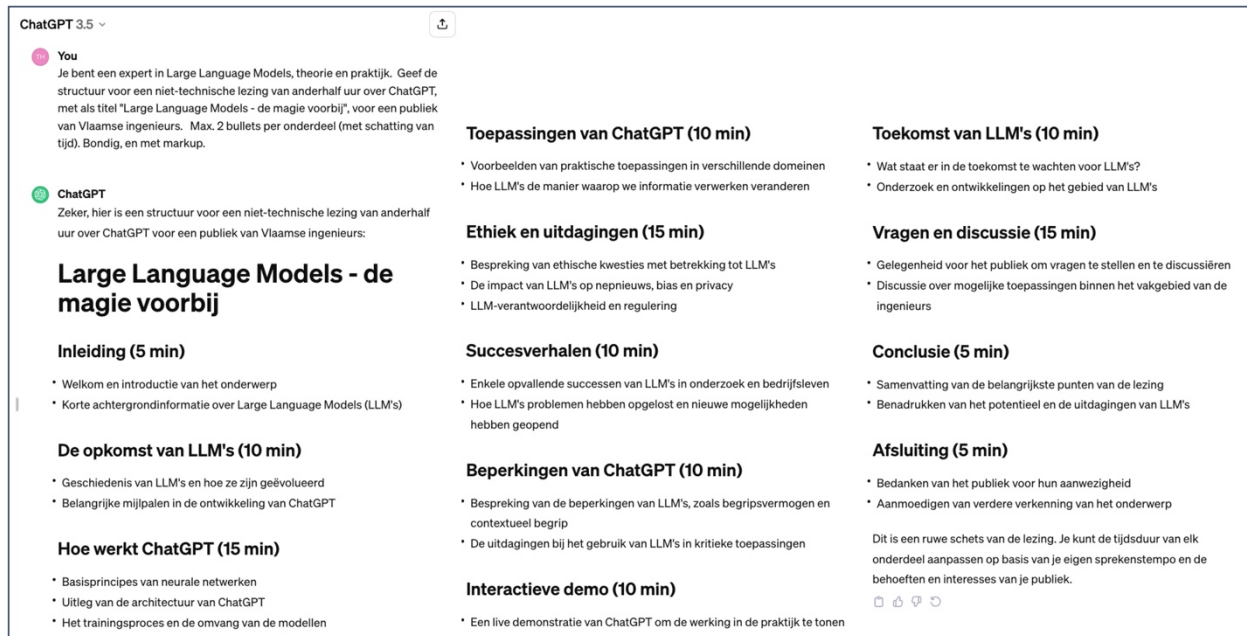 ChatGPT 3.5
You
Je bent een expert in Large Language Models, theorie en praktijk. Geef de
structuur voor een niet-technische lezing van anderhalf uur over ChatGPT,
met als titel "Large Language Models - de magie voorbij", voor een publiek
van Vlaamse ingenieurs. Max. 2 bullets per onderdeel (met schatting van
tijd). Bondig, en met markup.
ChatGPT
Zeker, hier is een structuur voor een niet-technische lezing van anderhalf
uur over ChatGPT voor een publiek van Vlaamse ingenieurs:
Large Language Models - de
magie voorbij
Inleiding (5 min)
• Welkom en introductie van het onderwerp
• Korte achtergrondinformatie over Large Language Models (LLM's)
De opkomst van LLM's (10 min)
• Geschiedenis van LLM's en hoe ze zijn geëvolueerd
• Belangrijke mijlpalen in de ontwikkeling van ChatGPT
Hoe werkt ChatGPT (15 min)
• Basisprincipes van neurale netwerken
• Uitleg van de architectuur van ChatGPT
• Het trainingsproces en de omvang van de modellen
Toepassingen van ChatGPT (10 min)
• Voorbeelden van praktische toepassingen in verschillende domeinen
• Hoe LLM's de manier waarop we informatie verwerken veranderen
Ethiek en uitdagingen (15 min)
• Bespreking van ethische kwesties met betrekking tot LLM's
• De impact van LLM's op nepnieuws, bias en privacy
• LLM-verantwoordelijkheid en regulering
Succesverhalen (10 min)
• Enkele opvallende successen van LLM's in onderzoek en bedrijfsleven
• Hoe LLM's problemen hebben opgelost en nieuwe mogelijkheden
hebben geopend
Beperkingen van ChatGPT (10 min)
• Bespreking van de beperkingen van LLM's, zoals begripsvermogen en
contextueel begrip
• De uitdagingen bij het gebruik van LLM's in kritieke toepassingen
Interactieve demo (10 min)
• Een live demonstratie van ChatGPT om de werking in de praktijk te tonen
Toekomst van LLM's (10 min)
• Wat staat er in de toekomst te wachten voor LLM's?
• Onderzoek en ontwikkelingen op het gebied van LLM's
Vragen en discussie (15 min)
• Gelegenheid voor het publiek om vragen te stellen en te discussiëren
• Discussie over mogelijke toepassingen binnen het vakgebied van de
ingenieurs
Conclusie (5 min)
• Samenvatting van de belangrijkste punten van de lezing
• Benadrukken van het potentieel en de uitdagingen van LLM's
Afsluiting (5 min)
• Bedanken van het publiek voor hun aanwezigheid
• Aanmoedigen van verdere verkenning van het onderwerp
Dit is een ruwe schets van de lezing. Je kunt de tijdsduur van elk
onderdeel aanpassen op basis van je eigen sprekenstempo en de
behoeften en interesses van je publiek.